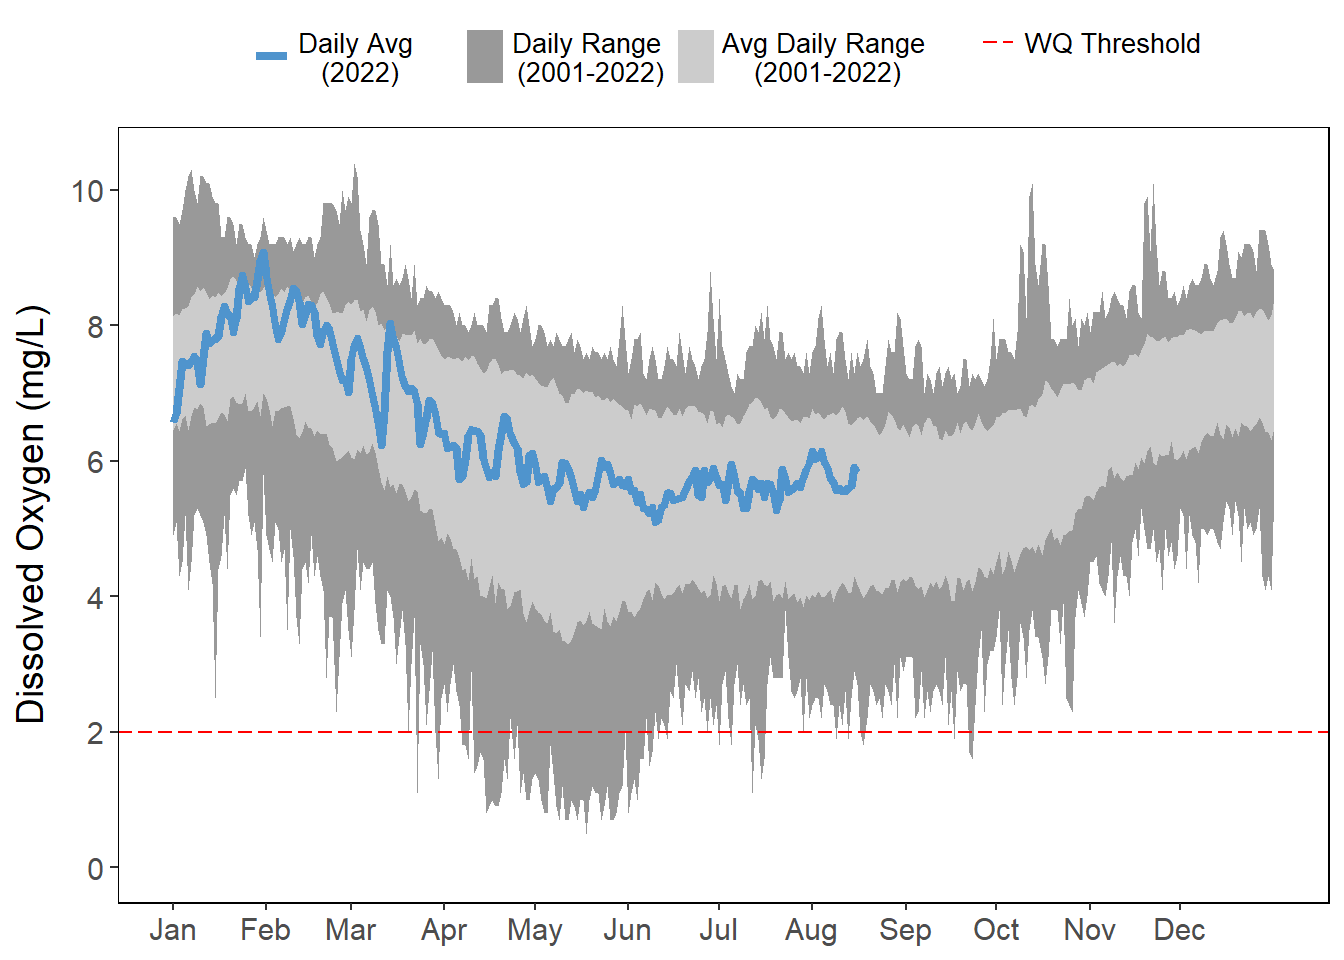 Daily Avg
(2022)
Daily Range
(2001-2022)
Avg Daily Range
(2001-2022)
WQ Threshold
Dissolved Oxygen (mg/L)
10
8
6
4
2
0
Jan Feb Mar Apr May Jun Jul Aug Sep Oct Nov Dec